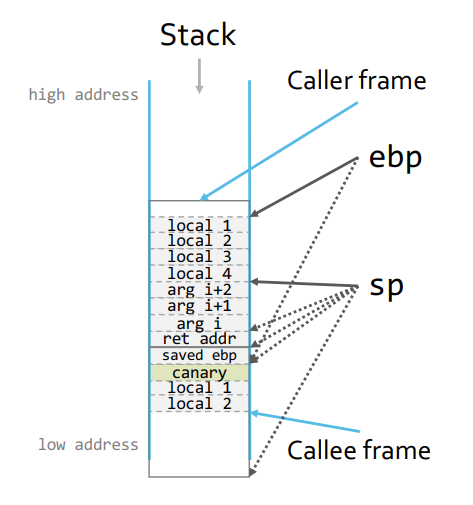 Stack
high address
Caller frame
ebp
local 1
local 2
local 3
local 4
sp
arg i+2
arg i+1
arg i
ret addr
saved ebp
canary
local 1
local 2
low address
Callee frame